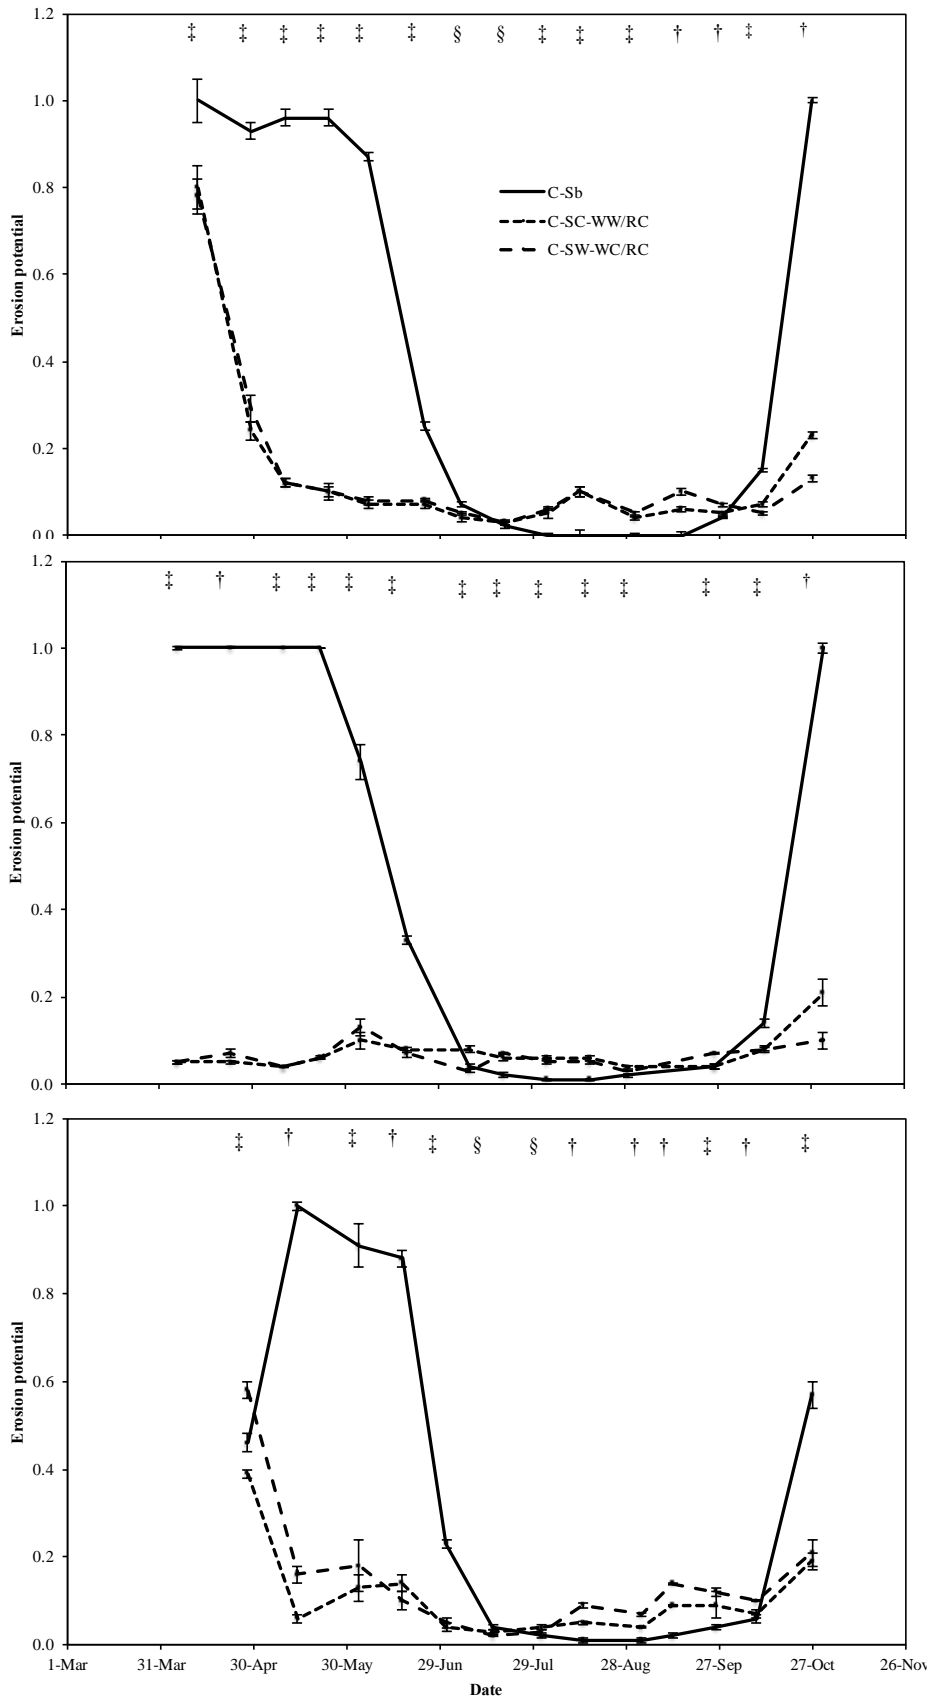 1.2
‡ ‡ ‡ ‡ ‡ ‡ § § ‡ ‡ ‡ † † ‡ †
1.0
0.8
C-Sb
C-SC-WW/RC
C-SW-WC/RC
Erosion potential
0.6
0.4
0.2
0.0
1.2
‡ † ‡ ‡ ‡ ‡ ‡ ‡ ‡ ‡ ‡ ‡ ‡ †
1.0
0.8
Erosion potential
0.6
0.4
0.2
0.0
1.2
‡ † ‡ † ‡ § § † † † ‡ † ‡
1.0
0.8
Erosion potential
0.6
0.4
0.2
0.0
1-Mar 31-Mar 30-Apr 30-May 29-Jun 29-Jul 28-Aug 27-Sep 27-Oct 26-Nov
Date